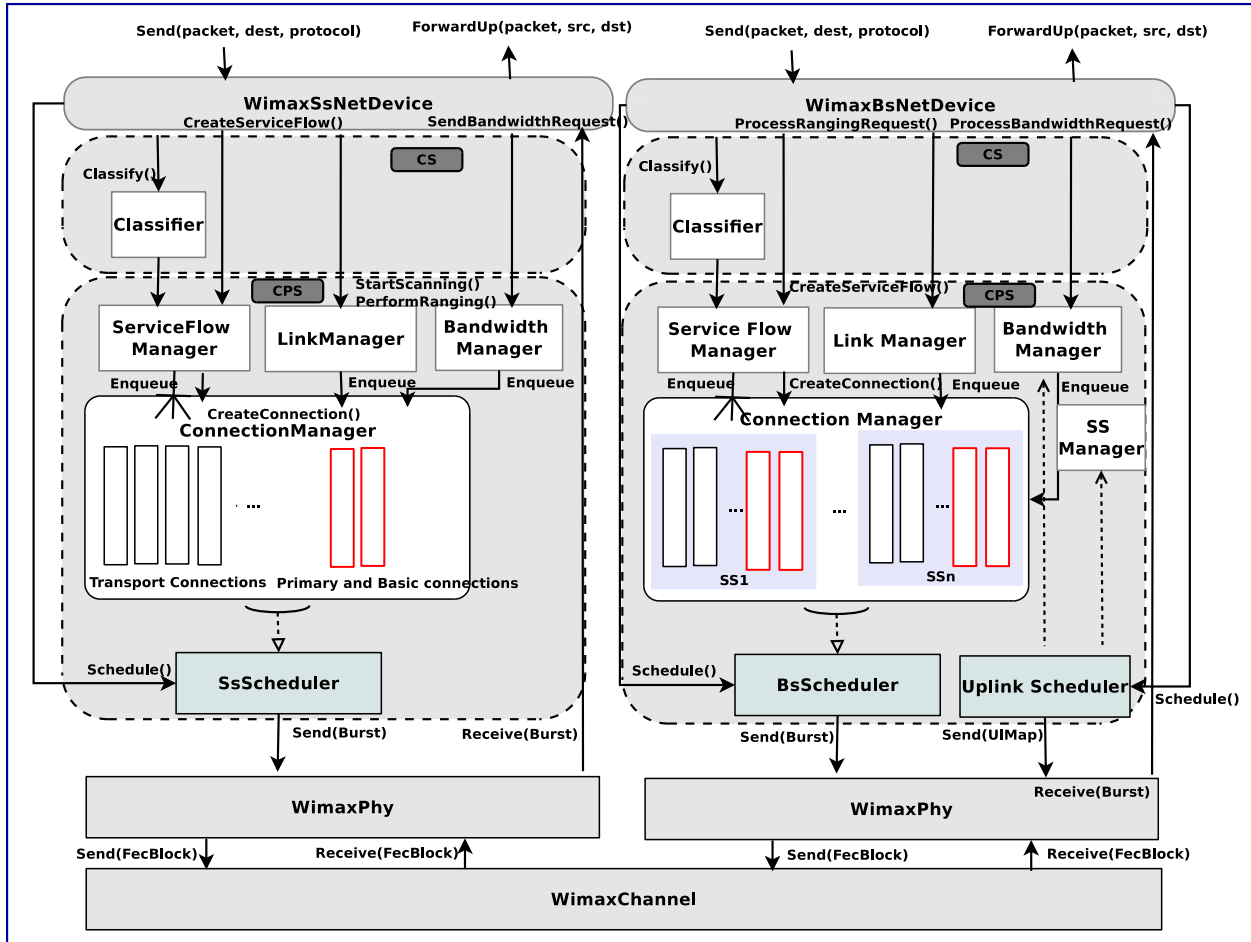 Send(packet, dest, protocol)
ForwardUp(packet, src, dst)
WimaxSsNetDevice
CreateServiceFlow()
SendBandwidthRequest()
CS
Classify()
Classifier
CPS
StartScanning()
PerformRanging()
ServiceFlow
Manager
LinkManager
Bandwidth
Manager
Enqueue
Enqueue
Enqueue
CreateConnection()
ConnectionManager
. ...
Transport Connections
Primary and Basic connections
Schedule()
SsScheduler
Send(Burst)
Receive(Burst)
WimaxPhy
Send(FecBlock)
Receive(FecBlock)
Send(packet, dest, protocol)
ForwardUp(packet, src, dst)
WimaxBsNetDevice
ProcessRangingRequest()
ProcessBandwidthRequest()
CS
Classify()
Classifier
CreateServiceFlow()
CPS
Service Flow
Manager
Link Manager
Bandwidth
Manager
Enqueue
CreateConnection()
Enqueue
Enqueue
Connection Manager
SS
Manager
...
...
...
SS1
SSn
Schedule()
BsScheduler
Uplink Scheduler
Schedule()
Send(Burst)
Send(UlMap)
Receive(Burst)
WimaxPhy
Send(FecBlock)
Receive(FecBlock)
WimaxChannel